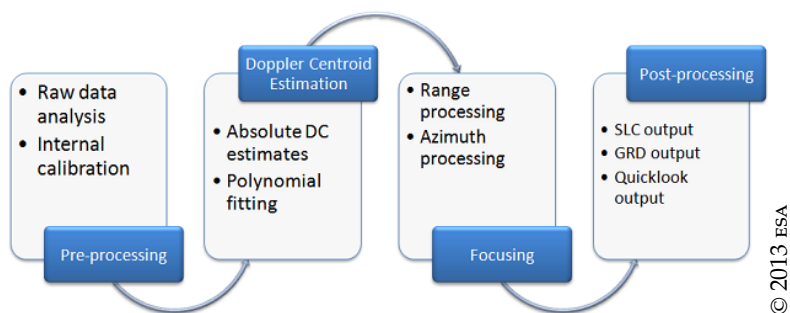 • Raw data
analysis
• Internal
calibration
Pre-processing
Doppler Centroid
Estimation
• Absolute DC
estimates
• Polynomial
fitting
• Range
processing
• Azimuth
processing
Focusing
Post-processing
• SLC output
• GRD output
• Quicklook
output
© 2013 ESA